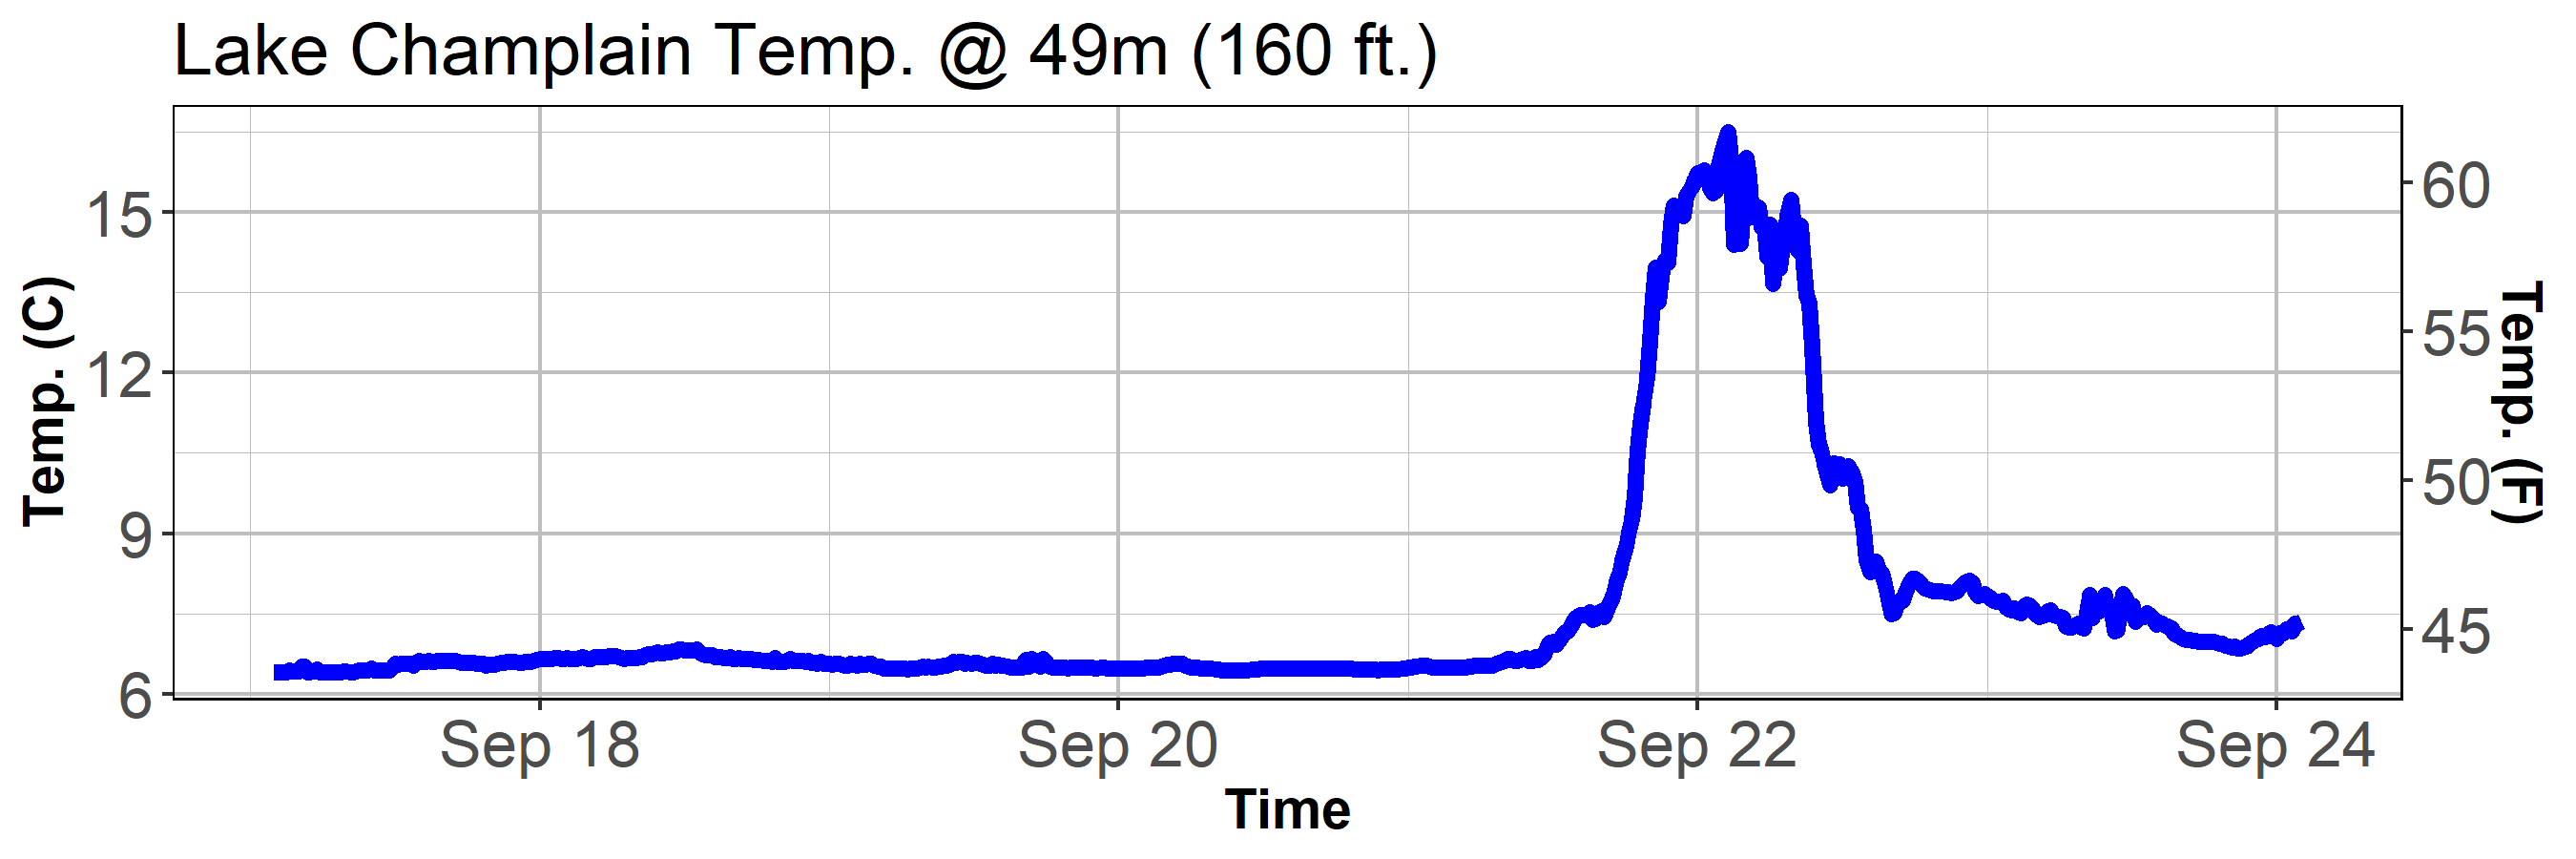 Lake Champlain Temp. @ 49m (160 ft.)
Temp. (C)
15
12
9
6
60
55
50
45
Temp. (F)
Sep 18 Sep 20 Sep 22 Sep 24
Time